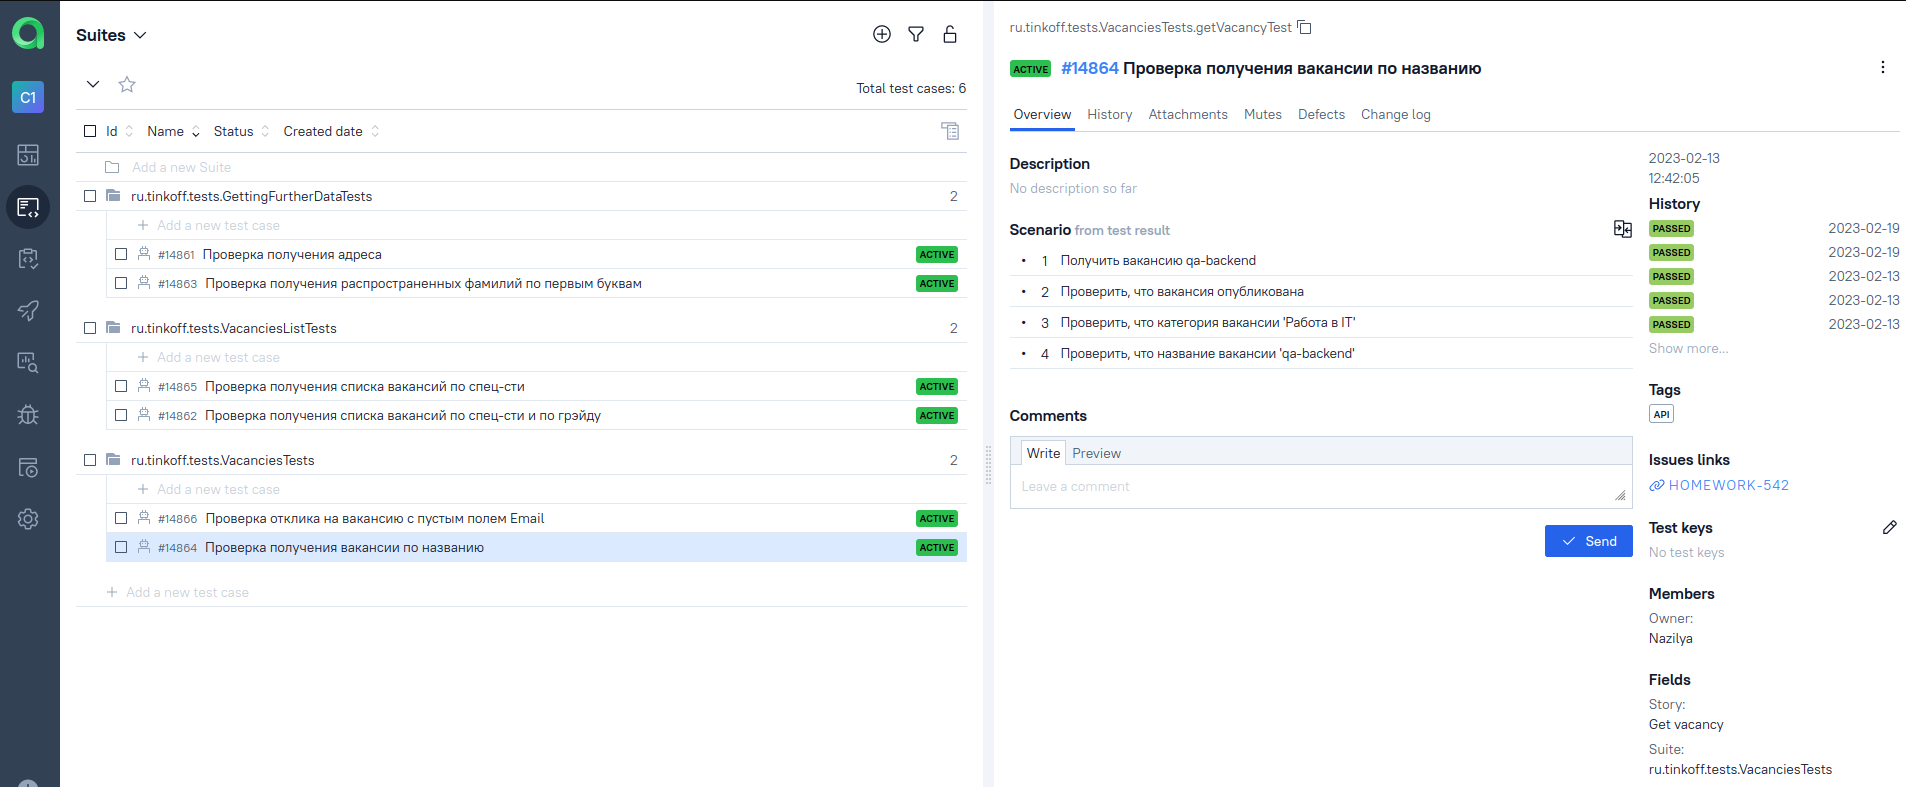 C1
Suites
Total test cases: 6
Id Name Status Created date
Add a new Suite
ru.tinkoff.tests.GettingFurtherDataTests 2
Add a new test case
#14861 Проверка получения адреса ACTIVE
#14863 Проверка получения распространенных фамилий по первым буквам ACTIVE
ru.tinkoff.tests.VacanciesListTests 2
Add a new test case
#14865 Проверка получения списка вакансий по спец-сти ACTIVE
#14862 Проверка получения списка вакансий по спец-сти и по грэйду ACTIVE
ru.tinkoff.tests.VacanciesTests 2
Add a new test case
#14866 Проверка отклика на вакансию с пустым полем Email ACTIVE
#14864 Проверка получения вакансии по названию ACTIVE
Add a new test case
ru.tinkoff.tests.VacanciesTests.getVacancyTest
ACTIVE #14864 Проверка получения вакансии по названию
Overview History Attachments Mutes Defects Change log
Description
No description so far
Scenario from test result
• 1 Получить вакансию qa-backend
• 2 Проверить, что вакансия опубликована
• 3 Проверить, что категория вакансии 'Работа в IT'
• 4 Проверить, что название вакансии 'qa-backend'
Comments
Write Preview
Leave a comment
Send
2023-02-13
12:42:05
History
PASSED 2023-02-19
PASSED 2023-02-19
PASSED 2023-02-13
PASSED 2023-02-13
PASSED 2023-02-13
Show more...
Tags
API
Issues links
HOMEWORK-542
Test keys
No test keys
Members
Owner:
Nazilya
Fields
Story:
Get vacancy
Suite:
ru.tinkoff.tests.VacanciesTests